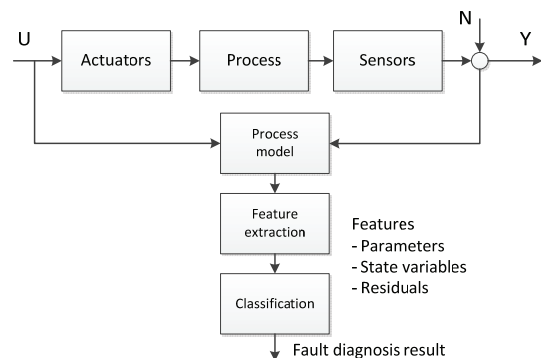 N
U
Y
Actuators
Process
Sensors
Process
model
Feature
extraction
Features
- Parameters
- State variables
- Residuals
Classification
Fault diagnosis result